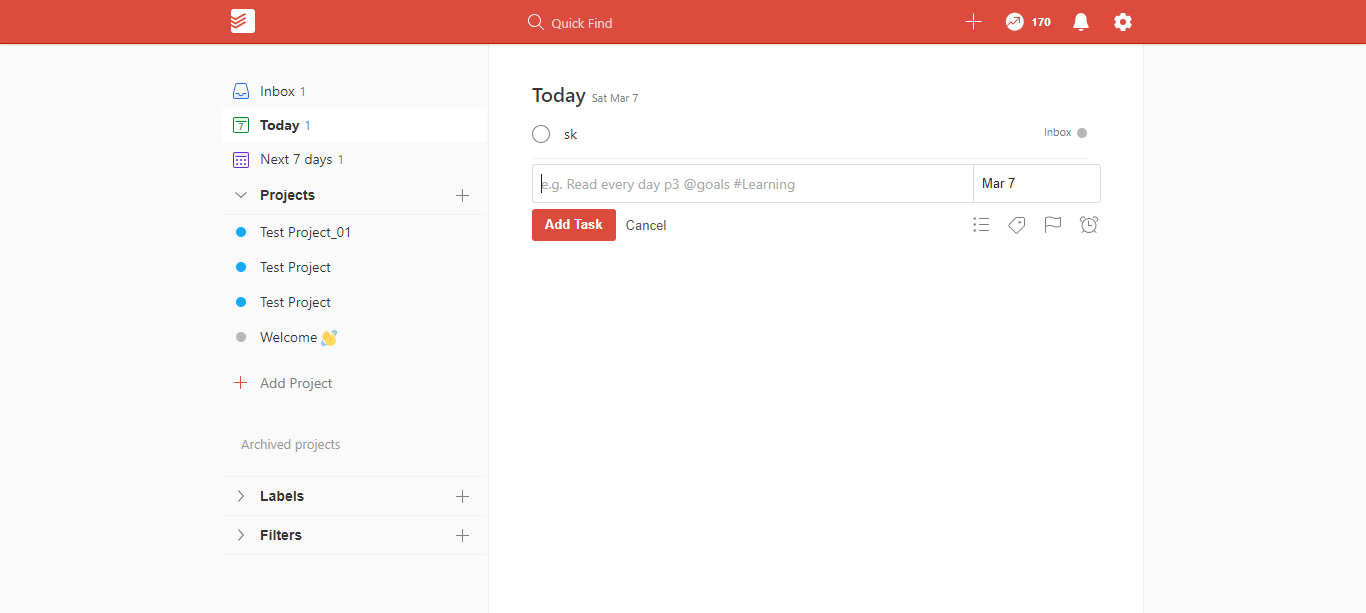 Quick Find
170
Inbox 1
7 Today 1
Next 7 days 1
Projects
Test Project_01
Test Project
Test Project
Welcome 👋
Add Project
Archived projects
Labels
Filters
Today Sat Mar 7
sk Inbox
e.g. Read every day p3 @goals #Learning Mar 7
Add Task Cancel